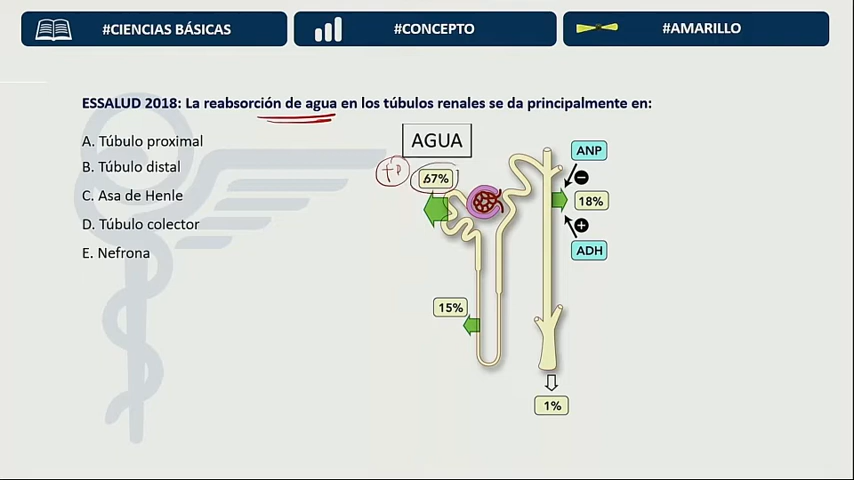 #CIENCIAS BÁSICAS
#CONCEPTO
#AMARILLO
ESSALUD 2018: La reabsorción de agua en los túbulos renales se da principalmente en:
A. Túbulo proximal
B. Túbulo distal
C. Asa de Henle
D. Túbulo colector
E. Nefrona
AGUA
TP
67%
ANP
18%
ADH
15%
1%